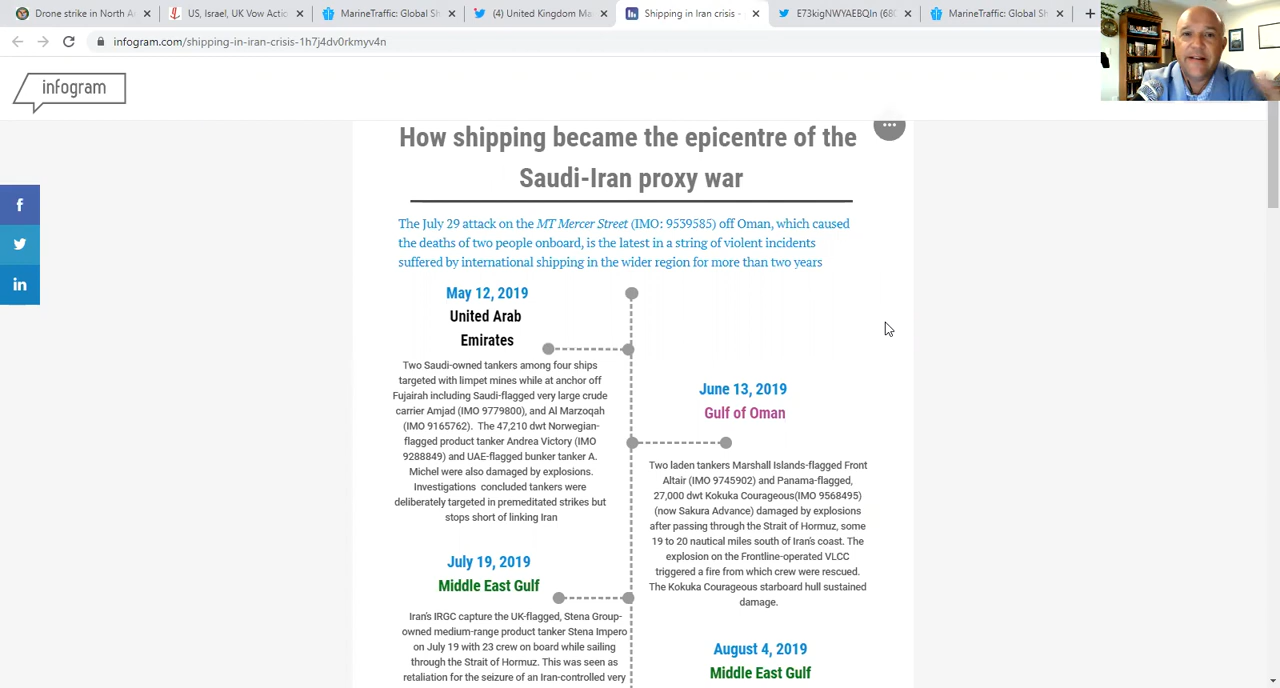 Drone strike in North A
US, Israel, UK Vow Actio
MarineTraffic: Global Sh
(4) United Kingdom Ma
Shipping in Iran crisis -
E73kigNWYAEBQIn (680
MarineTraffic: Global Sh
infogram.com/shipping-in-iran-crisis-1h7j4dv0rkmyv4n
infogram
How shipping became the epicentre of the
Saudi-Iran proxy war
The July 29 attack on the MT Mercer Street (IMO: 9539585) off Oman, which caused
the deaths of two people onboard, is the latest in a string of violent incidents
suffered by international shipping in the wider region for more than two years
May 12, 2019
United Arab
Emirates
Two Saudi-owned tankers among four ships
targeted with limpet mines while at anchor off
Fujairah including Saudi-flagged very large crude
carrier Amjad (IMO 9779800), and Al Marzoqah
(IMO 9165762). The 47,210 dwt Norwegian-
flagged product tanker Andrea Victory (IMO
9288849) and UAE-flagged bunker tanker A.
Michel were also damaged by explosions.
Investigations concluded tankers were
deliberately targeted in premeditated strikes but
stops short of linking Iran
June 13, 2019
Gulf of Oman
Two laden tankers Marshall Islands-flagged Front
Altair (IMO 9745902) and Panama-flagged,
27,000 dwt Kokuka Courageous(IMO 9568495)
(now Sakura Advance) damaged by explosions
after passing through the Strait of Hormuz, some
19 to 20 nautical miles south of Iran's coast. The
explosion on the Frontline-operated VLCC
triggered a fire from which crew were rescued.
The Kokuka Courageous starboard hull sustained
damage.
July 19, 2019
Middle East Gulf
Iran's IRGC capture the UK-flagged, Stena Group-
owned medium-range product tanker Stena Impero
on July 19 with 23 crew on board while sailing
through the Strait of Hormuz. This was seen as
retaliation for the seizure of an Iran-controlled very
August 4, 2019
Middle East Gulf